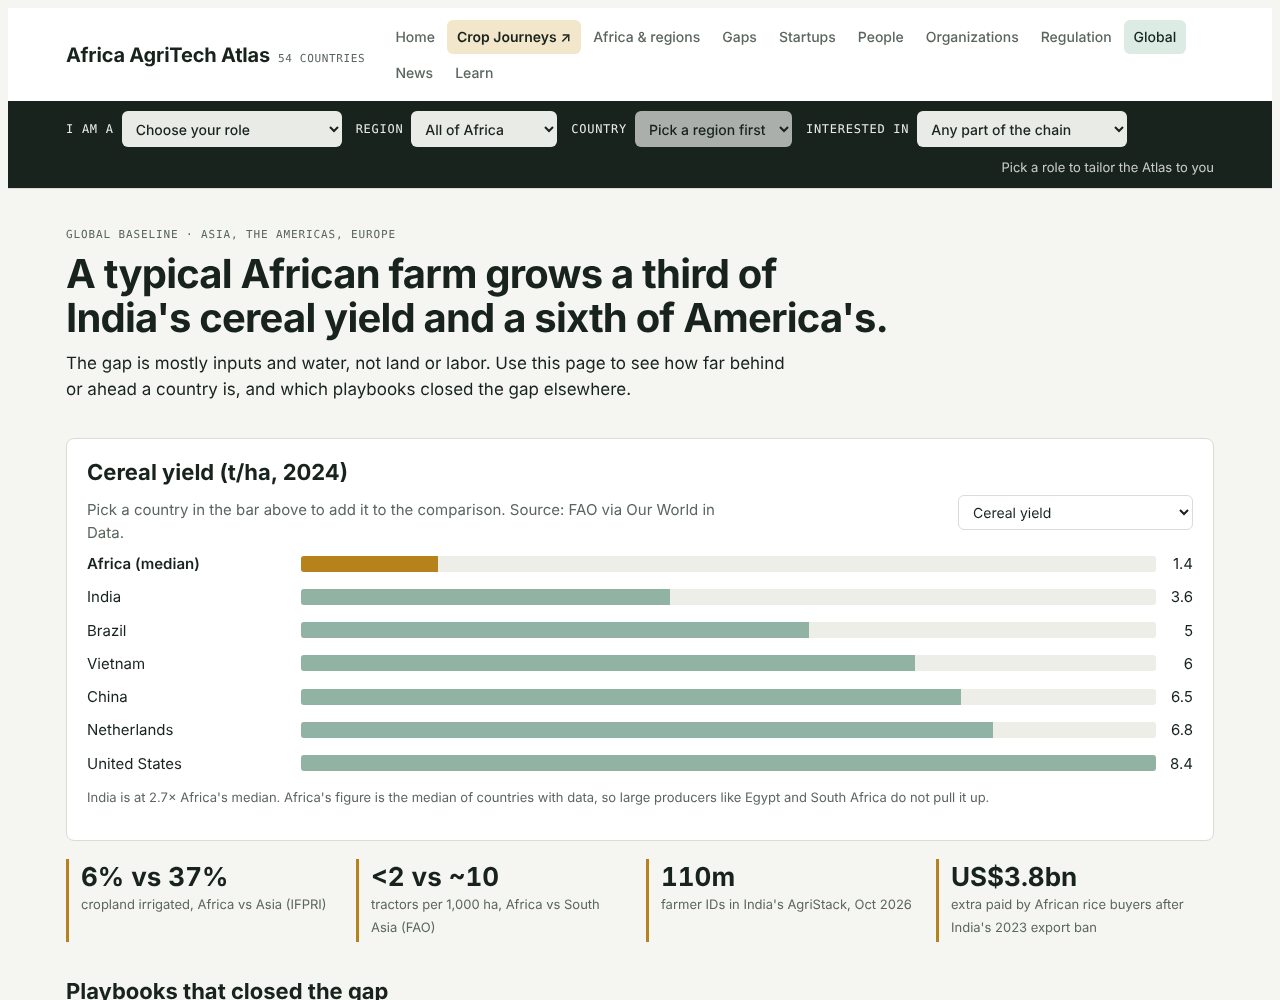 Africa AgriTech Atlas 54 COUNTRIES
Home Crop Journeys ↗ Africa & regions Gaps Startups People Organizations Regulation Global
News Learn
I AM A Choose your role REGION All of Africa COUNTRY Pick a region first INTERESTED IN Any part of the chain
Pick a role to tailor the Atlas to you
GLOBAL BASELINE · ASIA, THE AMERICAS, EUROPE
A typical African farm grows a third of
India's cereal yield and a sixth of America's.
The gap is mostly inputs and water, not land or labor. Use this page to see how far behind
or ahead a country is, and which playbooks closed the gap elsewhere.
Cereal yield (t/ha, 2024)
Pick a country in the bar above to add it to the comparison. Source: FAO via Our World in
Data.
Cereal yield
Africa (median) 1.4
India 3.6
Brazil 5
Vietnam 6
China 6.5
Netherlands 6.8
United States 8.4
India is at 2.7× Africa's median. Africa's figure is the median of countries with data, so large producers like Egypt and South Africa do not pull it up.
6% vs 37%
cropland irrigated, Africa vs Asia (IFPRI)
<2 vs ~10
tractors per 1,000 ha, Africa vs South
Asia (FAO)
110m
farmer IDs in India's AgriStack, Oct 2026
US$3.8bn
extra paid by African rice buyers after
India's 2023 export ban
Playbooks that closed the gap